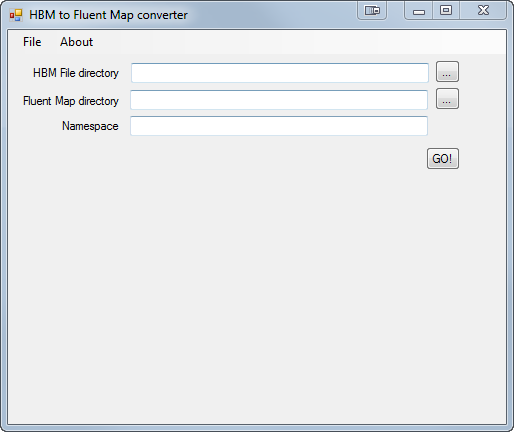 HBM to Fluent Map converter
File About
HBM File directory ...
Fluent Map directory ...
Namespace
GO!